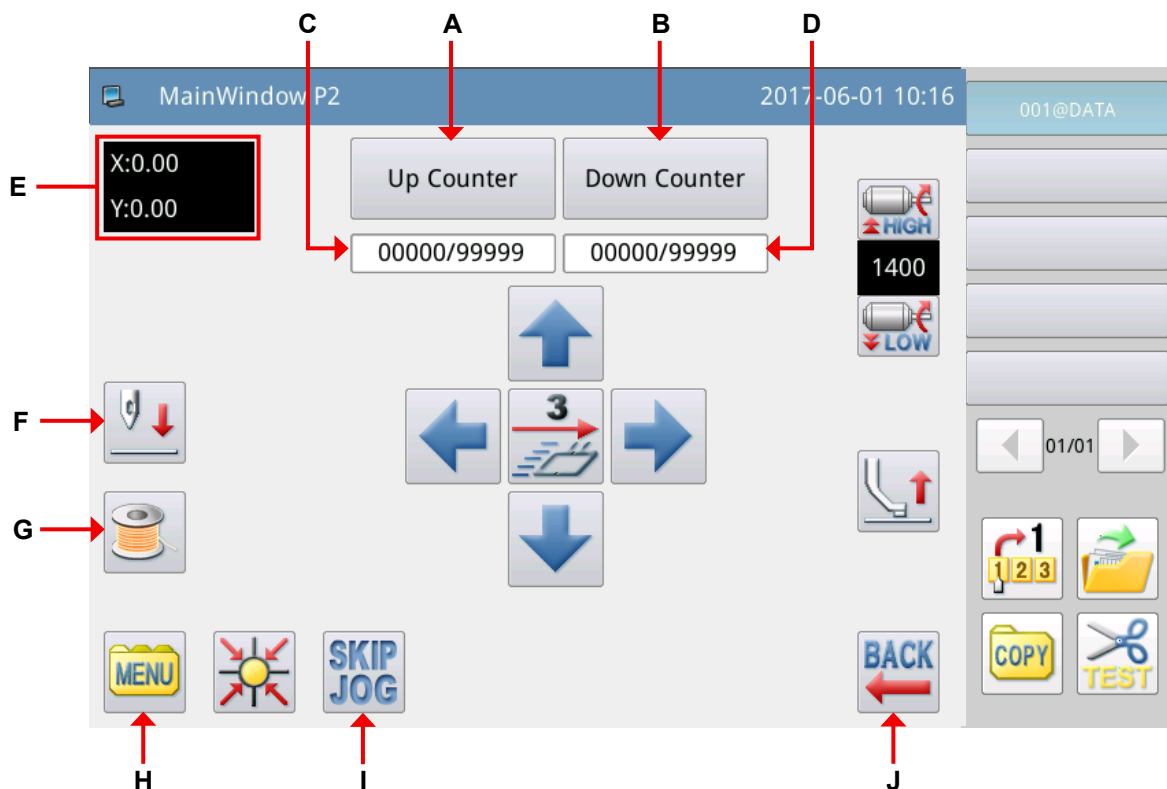 C A B D
MainWindow P2 2017-06-01 10:16
001@DATA
E
X:0.00
Y:0.00
Up Counter Down Counter
HIGH
00000/99999 00000/99999
1400
LOW
F
3
01/01
G
1
1 2 3
MENU
SKIP
JOG
BACK
COPY
TEST
H I J